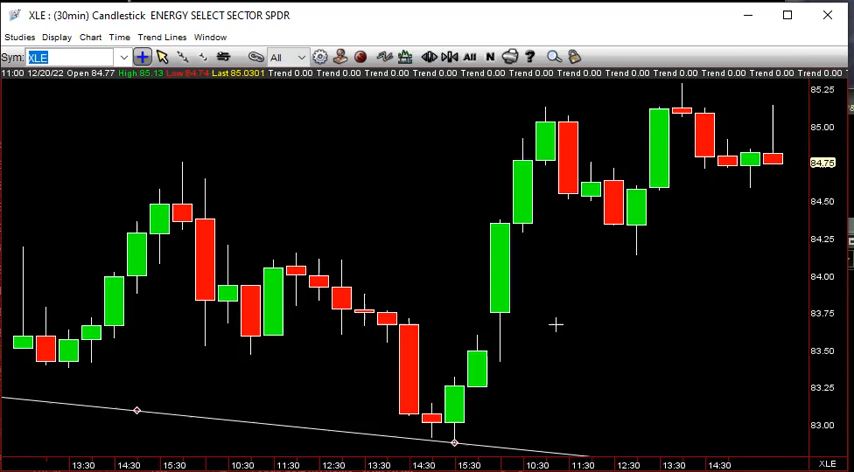 XLE : (30min) Candlestick ENERGY SELECT SECTOR SPDR
Studies Display Chart Time Trend Lines Window
Sym: XLE All All N ?
11:00 12/20/22 Open 84.77 High 85.13 Low 84.74 Last 85.0301 Trend 0.00 Trend 0.00 Trend 0.00 Trend 0.00 Trend 0.00 Trend 0.00 Trend 0.00 Trend 0.00 Trend 0.00 Trend 0.00 Trend 0.00
85.25
85.00
84.75
84.50
84.25
84.00
83.75
83.50
83.25
83.00
13:30 14:30 15:30 10:30 11:30 12:30 13:30 14:30 15:30 10:30 11:30 12:30 13:30 14:30 XLE